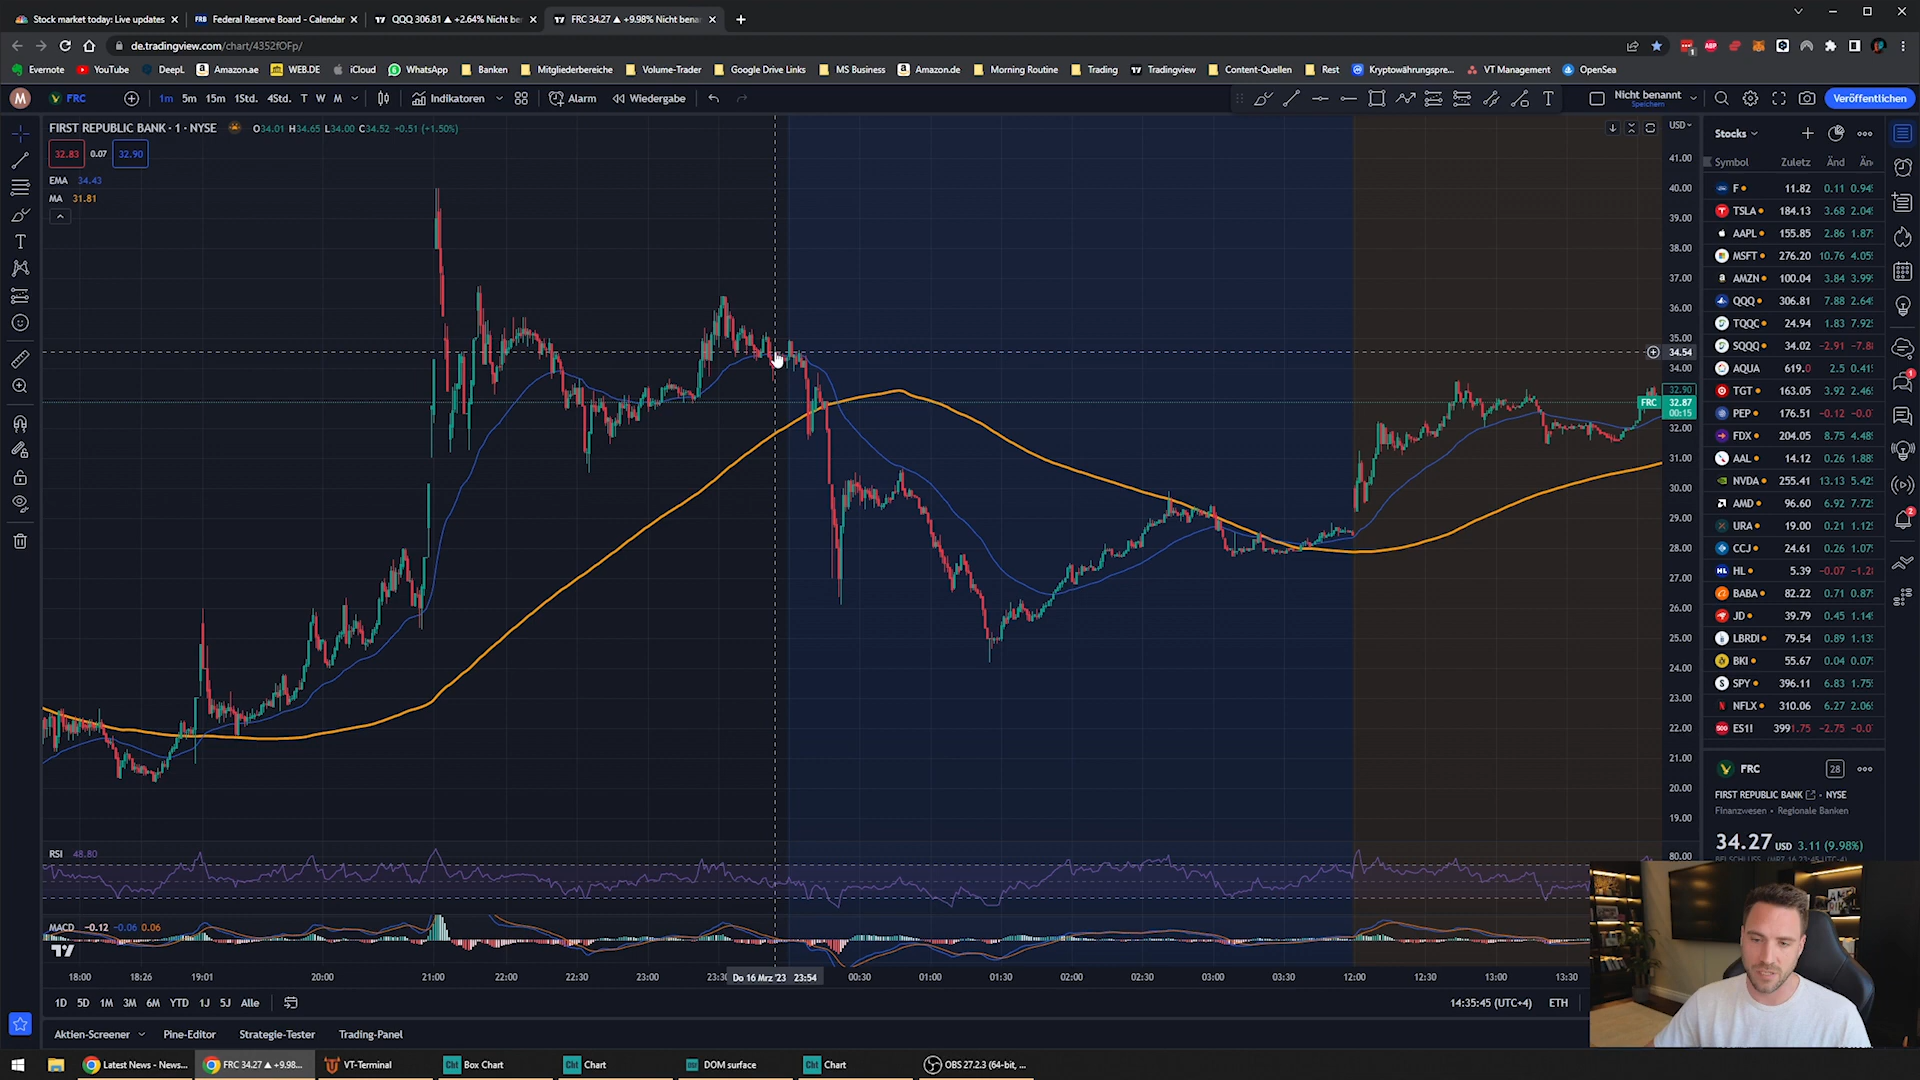 Stock market today: Live updates
Federal Reserve Board - Calendar
QQQ 306.81 ▲ +2.64% Nicht ben
FRC 34.27 ▲ +9.98% Nicht bena
de.tradingview.com/chart/4352fOFp/
Evernote YouTube DeepL Amazon.ae WEB.DE iCloud WhatsApp Banken Mitgliederbereiche Volume-Trader Google Drive Links MS Business Amazon.de Morning Routine Trading Tradingview Content-Quellen Rest Kryptowährungspre... VT Management OpenSea
M FRC 1m 5m 15m 1Std. 4Std. T W M Indikatoren Alarm Wiedergabe Nicht benannt Speichern Veröffentlichen
FIRST REPUBLIC BANK · 1 · NYSE O34.01 H34.65 L34.00 C34.52 +0.51 (+1.50%)
32.83 0.07 32.90
EMA 34.43
MA 31.81
USD
41.00
40.00
39.00
38.00
37.00
36.00
35.00
34.54
34.00
32.90
FRC 32.87
00:15
32.00
31.00
30.00
29.00
28.00
27.00
26.00
25.00
24.00
23.00
22.00
21.00
20.00
19.00
80.00
RSI 48.80
MACD −0.12 −0.06 0.06
18:00 18:26 19:01 20:00 21:00 22:00 22:30 23:00 23:30 Do 16 Mrz '23 23:54 00:30 01:00 01:30 02:00 02:30 03:00 03:30 12:00 12:30 13:00 13:30
1D 5D 1M 3M 6M YTD 1J 5J Alle 14:35:45 (UTC+4) ETH
Aktien-Screener Pine-Editor Strategie-Tester Trading-Panel
Stocks
Symbol Zuletz Änd Än
F 11.82 0.11 0.94
TSLA 184.13 3.68 2.04
AAPL 155.85 2.86 1.87
MSFT 276.20 10.76 4.05
AMZN 100.04 3.84 3.99
QQQ 306.81 7.88 2.64
TQQC 24.94 1.83 7.92
SQQQ 34.02 -2.91 -7.8
AQUA 619.0 2.5 0.41
TGT 163.05 3.92 2.46
PEP 176.51 -0.12 -0.0
FDX 204.05 8.75 4.48
AAL 14.12 0.26 1.88
NVDA 255.41 13.13 5.42
AMD 96.60 6.92 7.72
URA 19.00 0.21 1.12
CCJ 24.61 0.26 1.07
HL 5.39 -0.07 -1.2
BABA 82.22 0.71 0.87
JD 39.79 0.45 1.14
LBRDI 79.54 0.89 1.13
BKI 55.67 0.04 0.07
SPY 396.11 6.83 1.75
NFLX 310.06 6.27 2.06
ES1! 3991.75 -2.75 -0.0
FRC 28
FIRST REPUBLIC BANK · NYSE
Finanzwesen · Regionale Banken
34.27 USD 3.11 (9.98%)
Latest News - News... FRC 34.27 ▲ +9.98... VT-Terminal Box Chart Chart DOM surface Chart OBS 27.2.3 (64-bit, ...